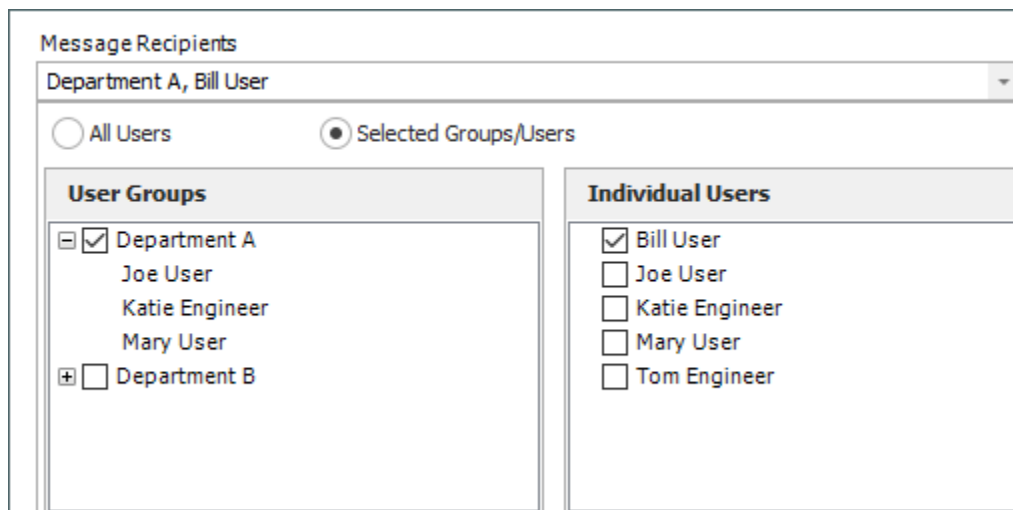 Message Recipients
Department A, Bill User
All Users
Selected Groups/Users
User Groups
Department A
Joe User
Katie Engineer
Mary User
Department B
Individual Users
Bill User
Joe User
Katie Engineer
Mary User
Tom Engineer